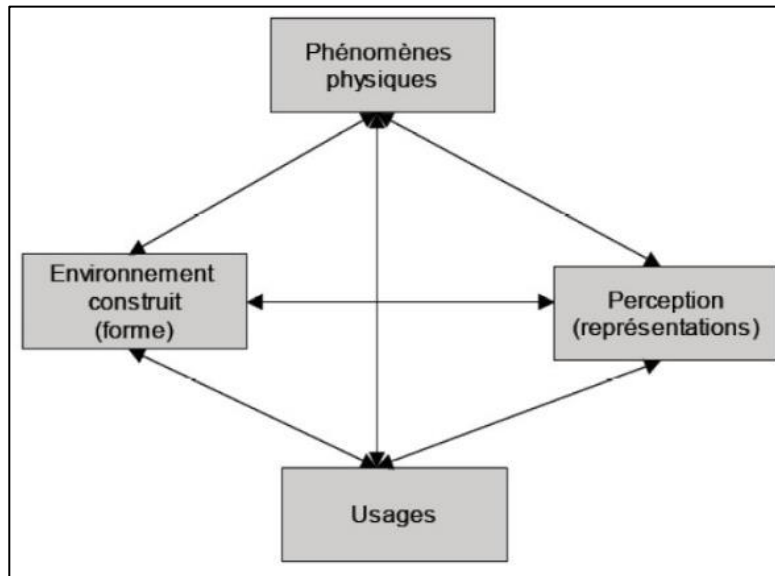 Phénomènes
physiques
Environnement
construit
(forme)
Perception
(représentations)
Usages